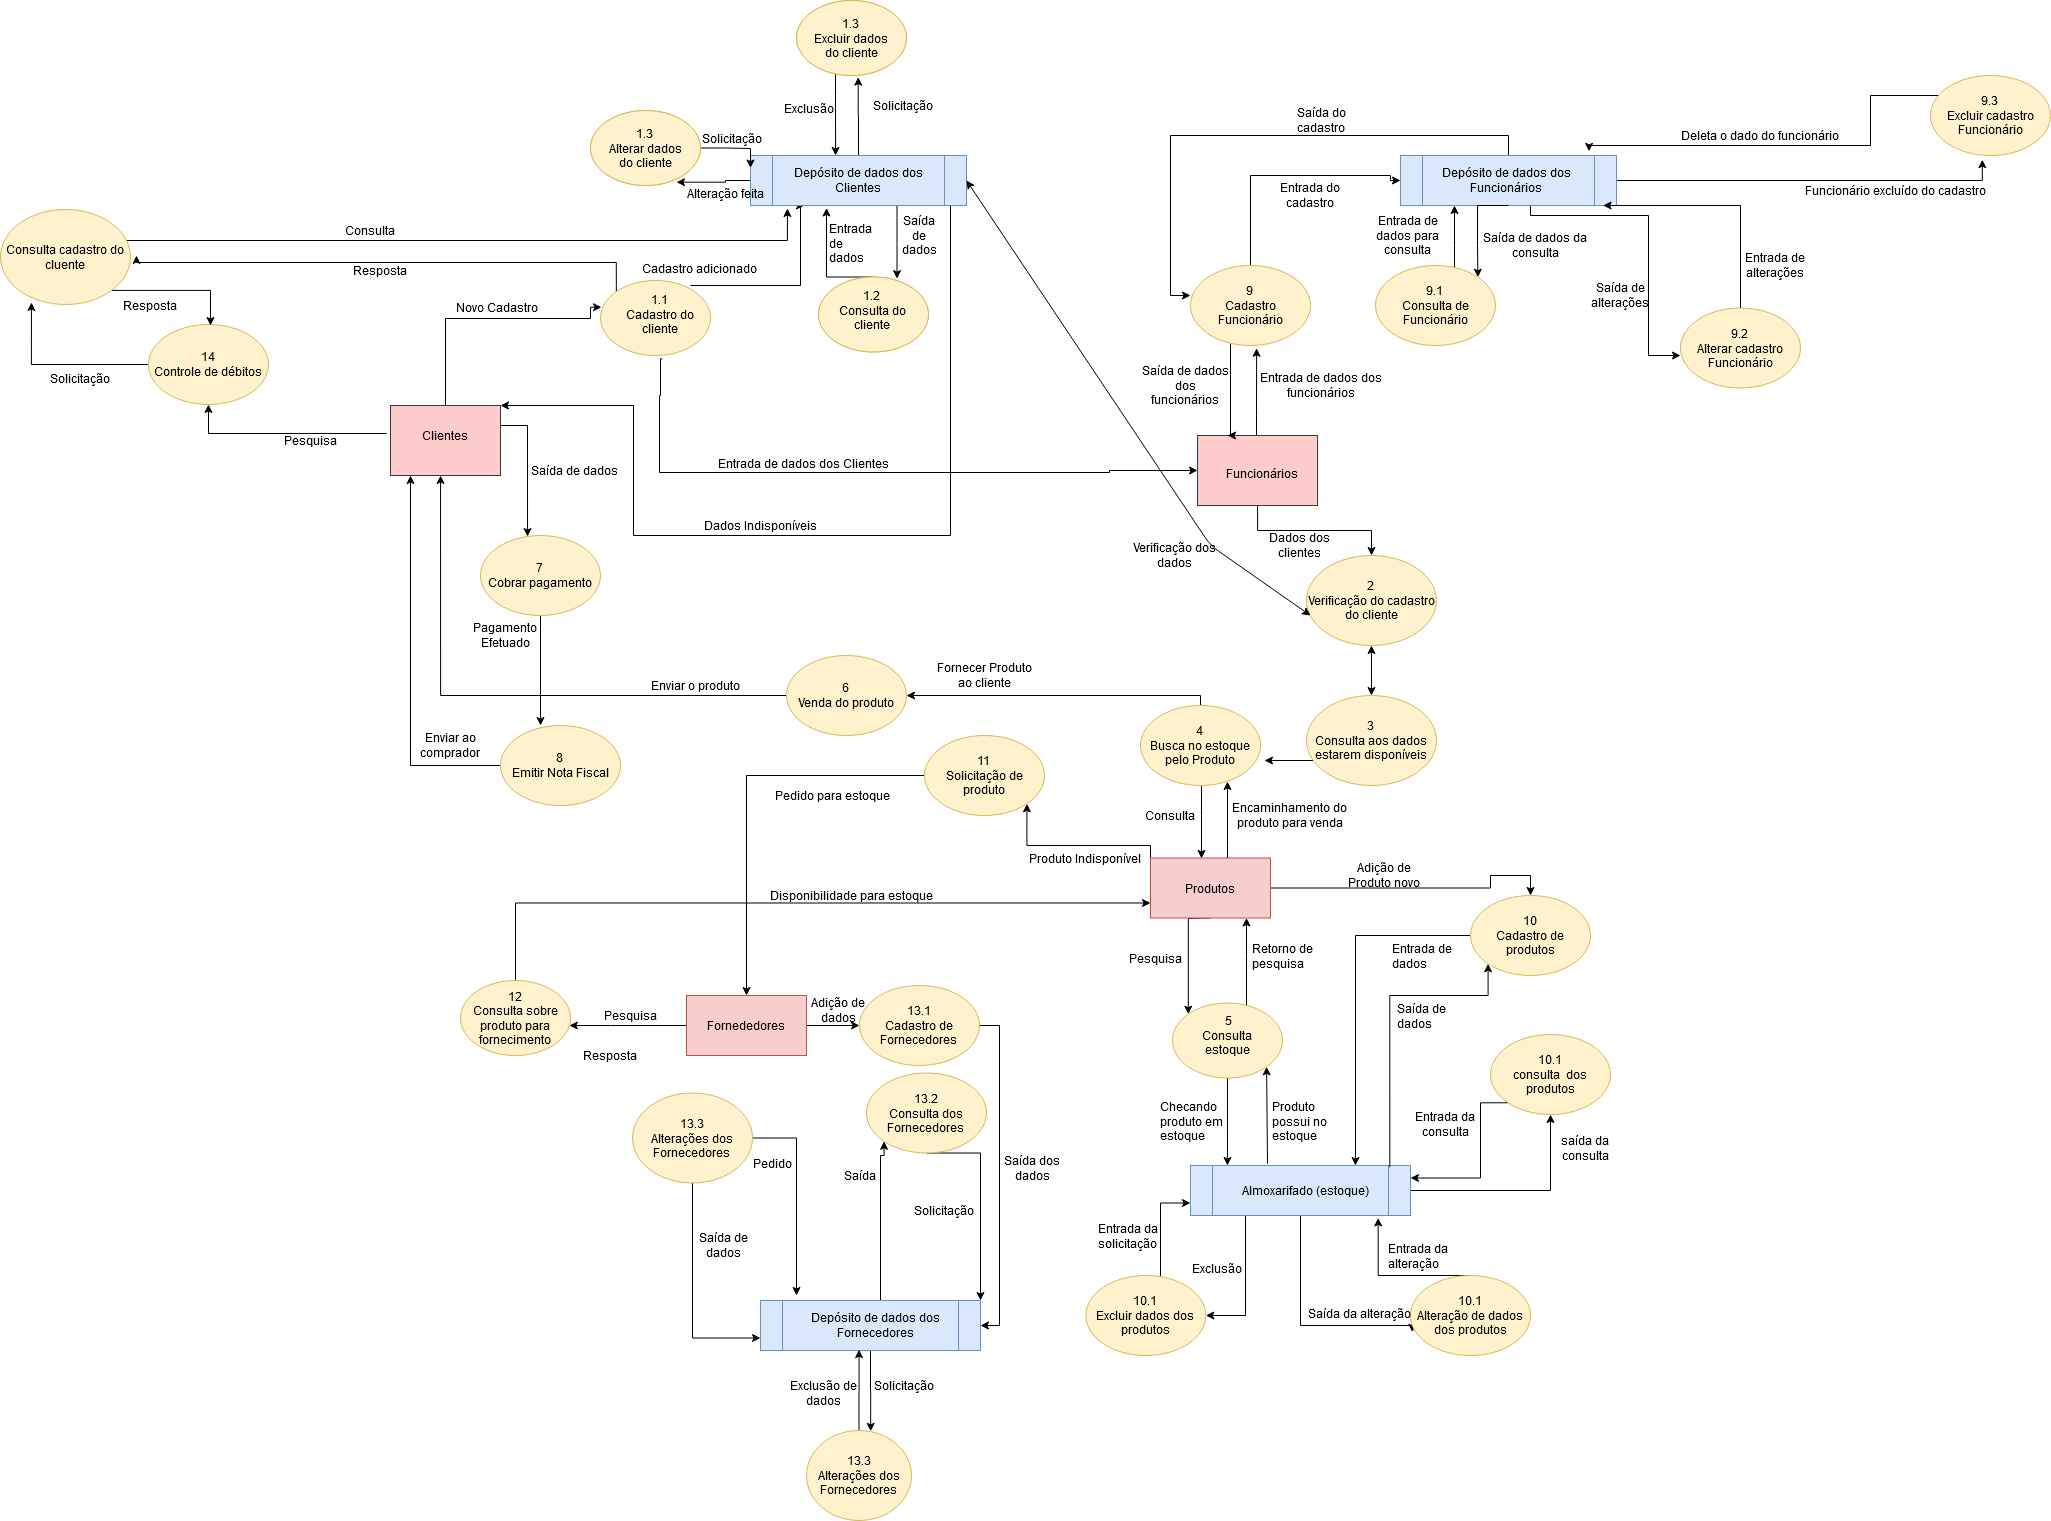 1.3
Excluir dados
do cliente
Exclusão
Solicitação
1.3
Alterar dados
do cliente
Solicitação
Alteração feita
Depósito de dados dos
Clientes
Saída do
cadastro
9.3
Excluir cadastro
Funcionário
Deleta o dado do funcionário
Depósito de dados dos
Funcionários
Funcionário excluído do cadastro
Entrada do
cadastro
Consulta cadastro do
cluente
Consulta
Resposta
Cadastro adicionado
Entrada
de
dados
Saída
de
dados
Entrada de
dados para
consulta
Saída de dados da
consulta
Entrada de
alterações
Saída de
alterações
Resposta
Novo Cadastro
1.1
Cadastro do
cliente
1.2
Consulta do
cliente
9
Cadastro
Funcionário
9.1
Consulta de
Funcionário
9.2
Alterar cadastro
Funcionário
14
Controle de débitos
Solicitação
Saída de dados
dos
funcionários
Entrada de dados dos
funcionários
Clientes
Pesquisa
Saída de dados
Entrada de dados dos Clientes
Funcionários
Dados Indisponíveis
Dados dos
clientes
Verificação dos
dados
7
Cobrar pagamento
2
Verificação do cadastro
do cliente
Pagamento
Efetuado
Enviar o produto
6
Venda do produto
Fornecer Produto
ao cliente
4
Busca no estoque
pelo Produto
3
Consulta aos dados
estarem disponíveis
Enviar ao
comprador
8
Emitir Nota Fiscal
11
Solicitação de
produto
Pedido para estoque
Consulta
Encaminhamento do
produto para venda
Produto Indisponível
Produtos
Adição de
Produto novo
Disponibilidade para estoque
10
Cadastro de
produtos
Pesquisa
Retorno de
pesquisa
Entrada de
dados
12
Consulta sobre
produto para
fornecimento
Pesquisa
Resposta
Fornededores
Adição de
dados
13.1
Cadastro de
Fornecedores
5
Consulta
estoque
Saída de
dados
10.1
consulta  dos
produtos
13.2
Consulta dos
Fornecedores
13.3
Alterações dos
Fornecedores
Pedido
Saída
Saída dos
dados
Checando
produto em
estoque
Produto
possui no
estoque
Entrada da
consulta
saída da
consulta
Solicitação
Almoxarifado (estoque)
Saída de
dados
Entrada da
solicitação
Exclusão
Entrada da
alteração
Depósito de dados dos
Fornecedores
10.1
Excluir dados dos
produtos
Saída da alteração
10.1
Alteração de dados
dos produtos
Exclusão de
dados
Solicitação
13.3
Alterações dos
Fornecedores